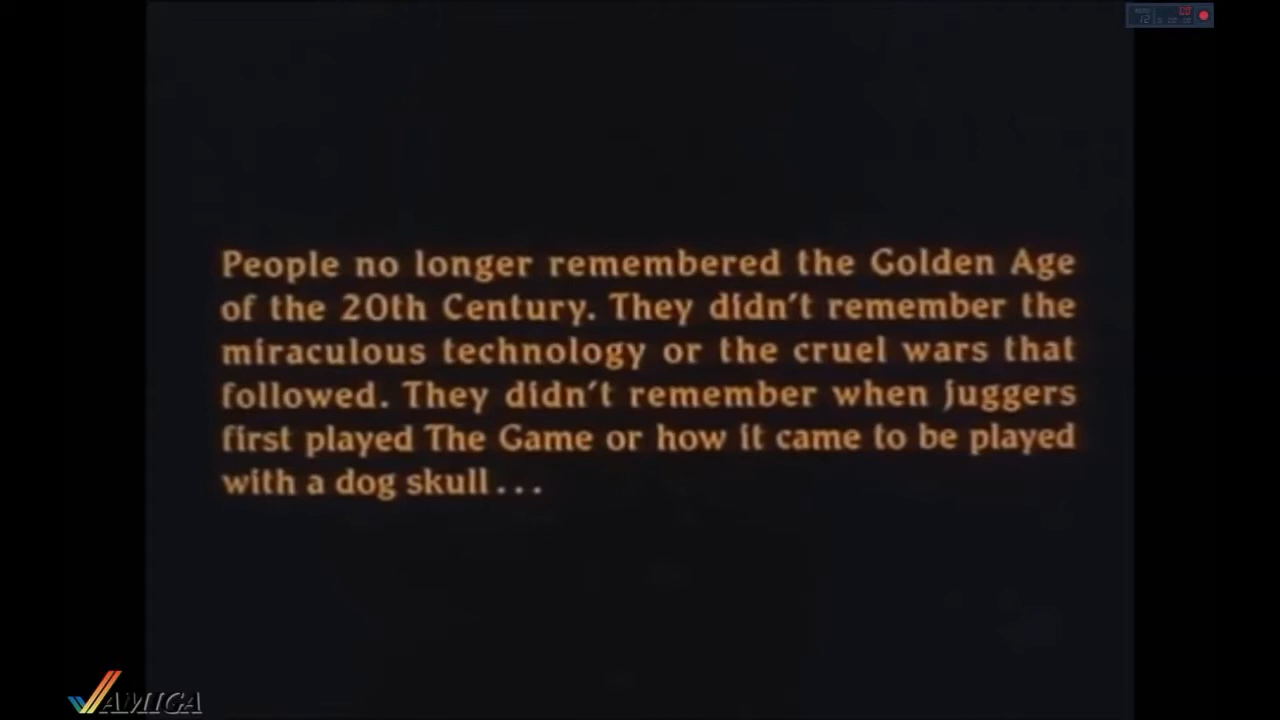 People no longer remembered the Golden Age
of the 20th Century. They didn't remember the
miraculous technology or the cruel wars that
followed. They didn't remember when juggers
first played The Game or how it came to be played
with a dog skull...
AMIGA